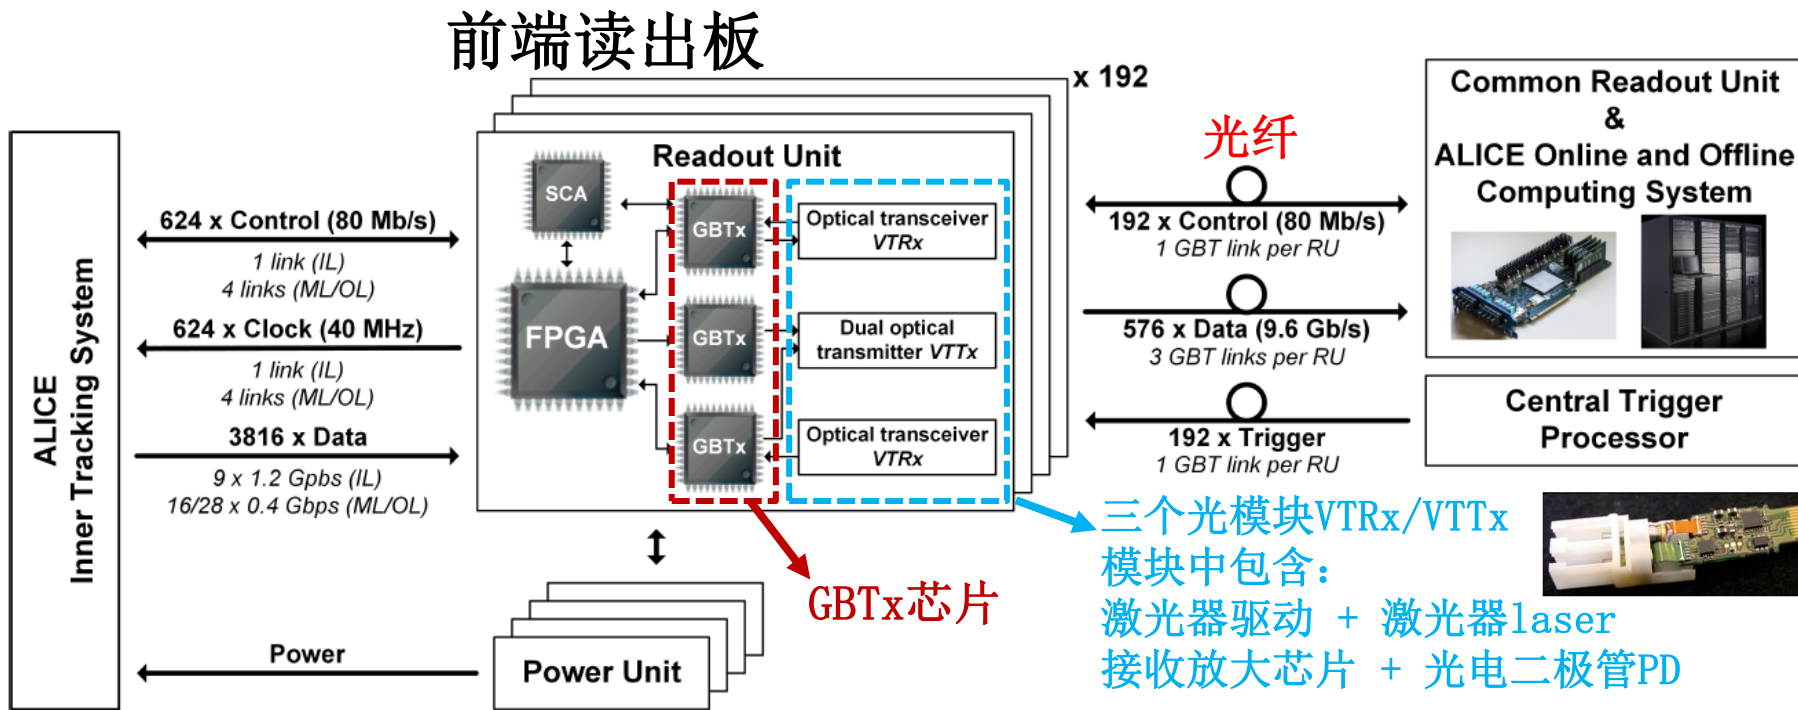 前端读出板
x 192
Readout Unit
SCA
GBTx
Optical transceiver
VTRx
FPGA
GBTx
Dual optical
transmitter VTTx
GBTx
Optical transceiver
VTRx
ALICE
Inner Tracking System
624 x Control (80 Mb/s)
1 link (IL)
4 links (ML/OL)
624 x Clock (40 MHz)
1 link (IL)
4 links (ML/OL)
3816 x Data
9 x 1.2 Gpbs (IL)
16/28 x 0.4 Gbps (ML/OL)
Power
Power Unit
光纤
192 x Control (80 Mb/s)
1 GBT link per RU
576 x Data (9.6 Gb/s)
3 GBT links per RU
192 x Trigger
1 GBT link per RU
Common Readout Unit
&
ALICE Online and Offline
Computing System
Central Trigger
Processor
GBTx芯片
三个光模块VTRx/VTTx
模块中包含：
激光器驱动 + 激光器laser
接收放大芯片 + 光电二极管PD